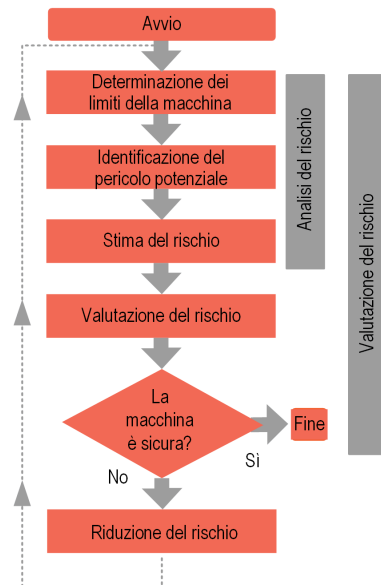 Avvio
Determinazione dei
limiti della macchina
Identificazione del
pericolo potenziale
Stima del rischio
Analisi del rischio
Valutazione del rischio
Valutazione del rischio
La
macchina
è sicura?
Fine
Sì
No
Riduzione del rischio